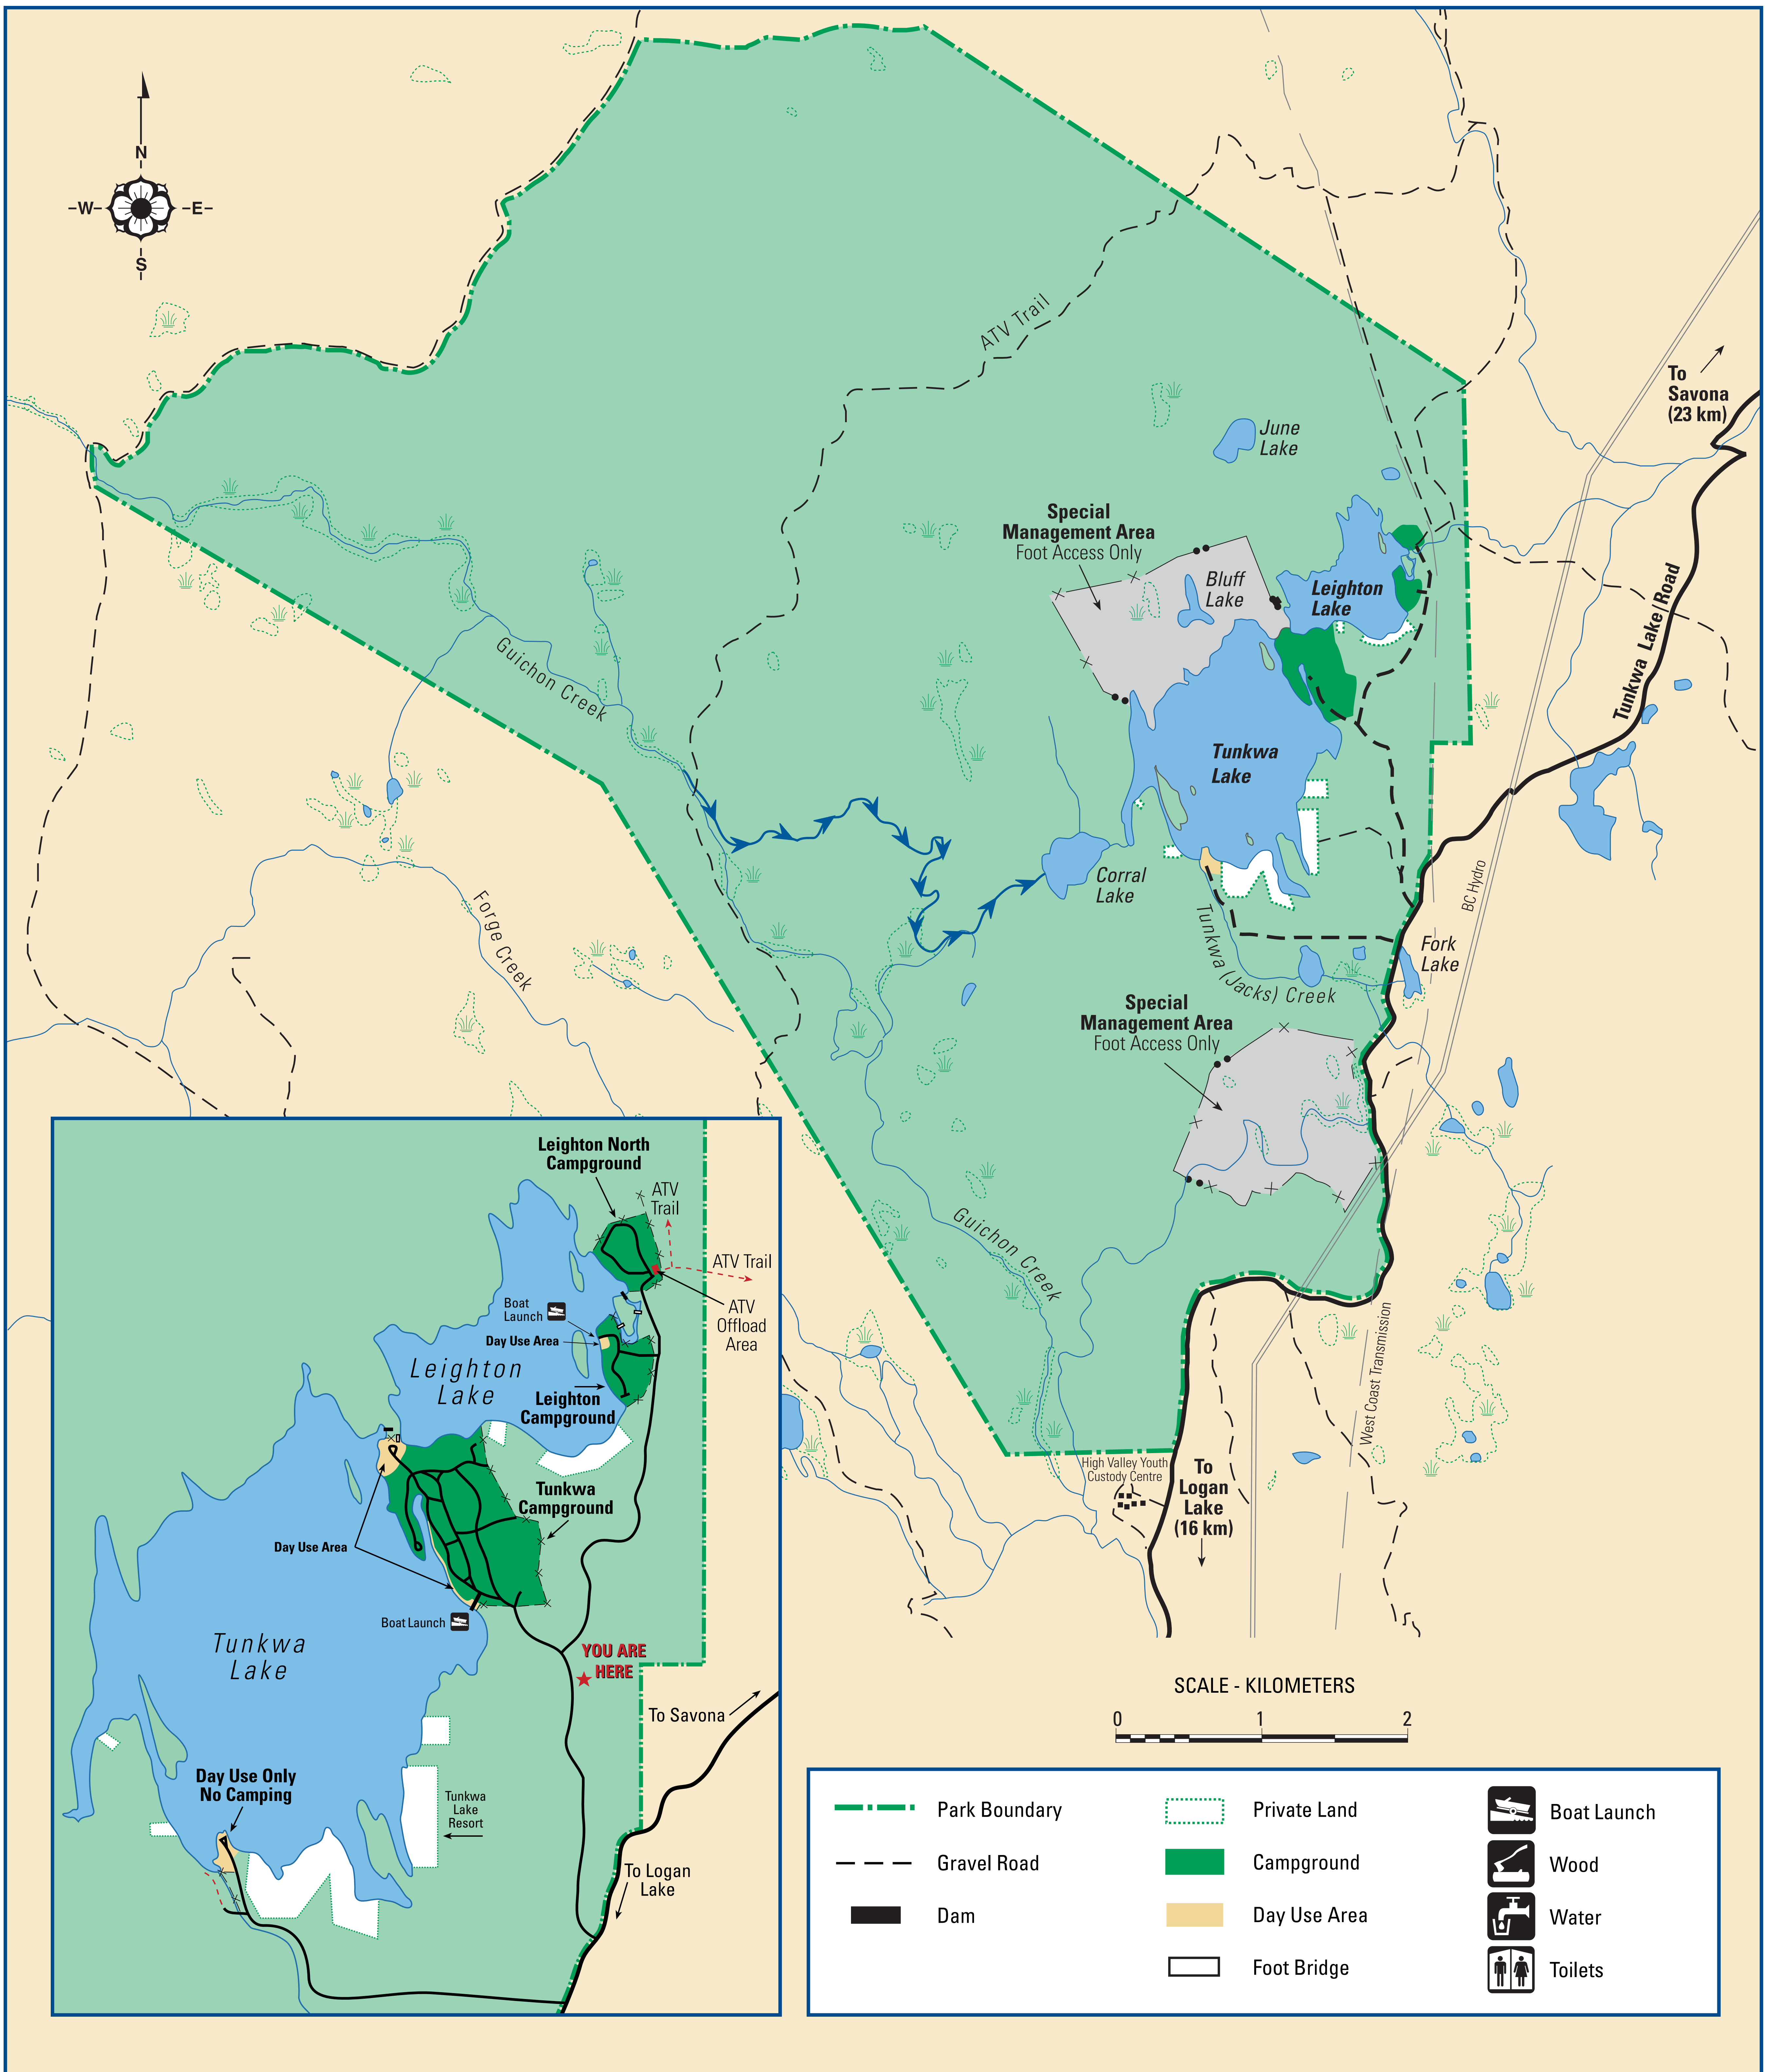 N
W
E
S
To
Savona
(23 km)
ATV Trail
June
Lake
Special
Management Area
Foot Access Only
Bluff
Lake
Leighton
Lake
Tunkwa Lake Road
Guichon Creek
Tunkwa
Lake
Corral
Lake
BC Hydro
Forge Creek
Fork
Lake
Tunkwa (Jacks) Creek
Special
Management Area
Foot Access Only
Guichon Creek
West Coast Transmission
High Valley Youth
Custody Centre
To
Logan
Lake
(16 km)
Leighton North
Campground
ATV
Trail
ATV Trail
ATV
Offload
Area
Boat
Launch
Day Use Area
Leighton
Lake
Leighton
Campground
Tunkwa
Campground
Day Use Area
Boat Launch
Tunkwa
Lake
YOU ARE
HERE
To Savona
Day Use Only
No Camping
Tunkwa
Lake
Resort
To Logan
Lake
SCALE - KILOMETERS
0 1 2
Park Boundary
Gravel Road
Dam
Private Land
Campground
Day Use Area
Foot Bridge
Boat Launch
Wood
Water
Toilets